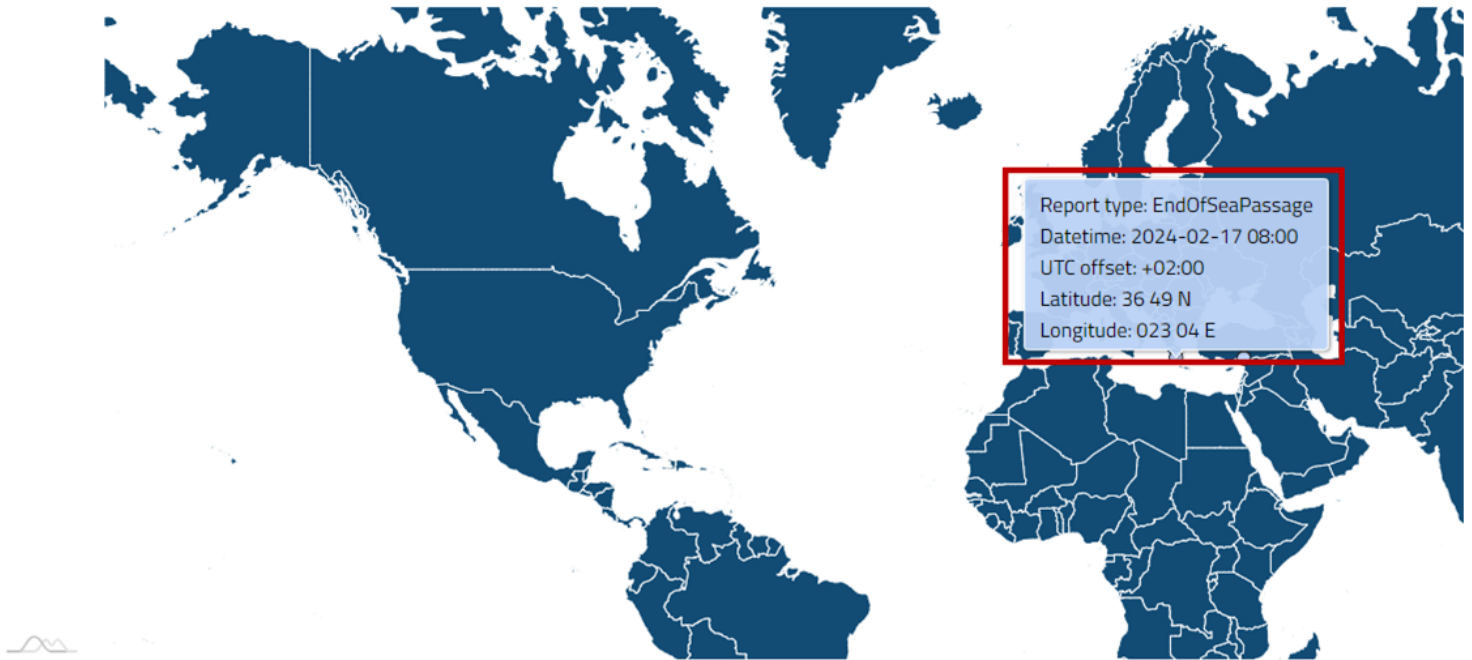 Report type: EndOfSeaPassage
Datetime: 2024-02-17 08:00
UTC offset: +02:00
Latitude: 36 49 N
Longitude: 023 04 E